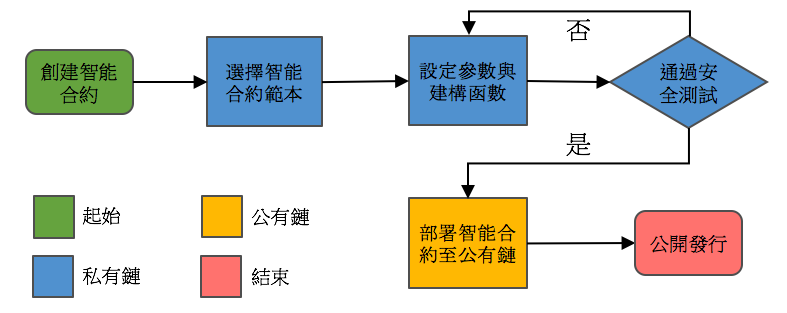 否
創建智能
合約
選擇智能
合約範本
設定參數與
建構函數
通過安
全測試
是
部署智能合
約至公有鏈
公開發行
起始
公有鏈
私有鏈
結束